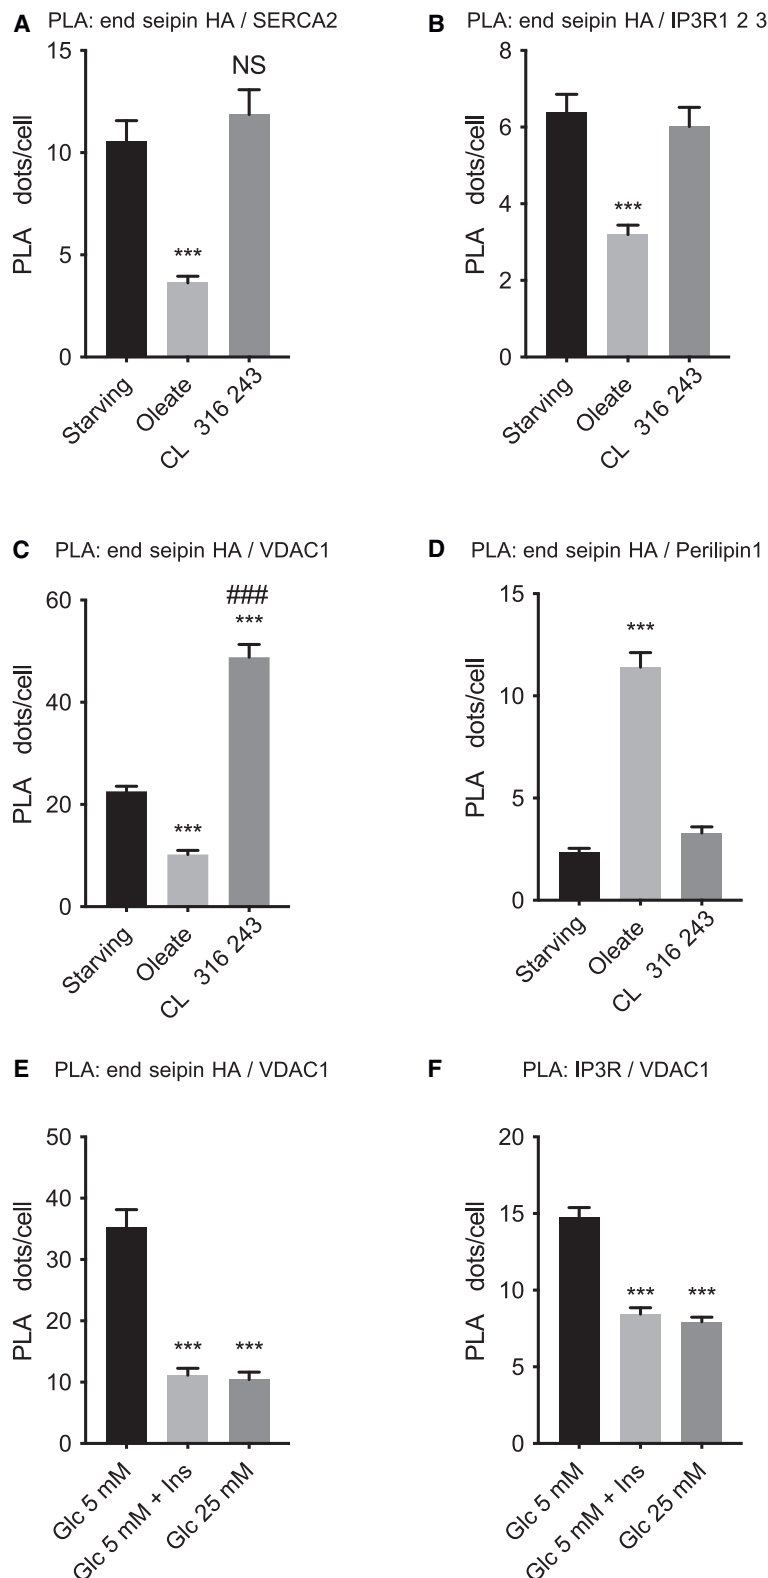 A PLA: end seipin HA / SERCA2
15
10
5
0
PLA dots/cell
NS
***
Starving
Oleate
CL 316 243
B PLA: end seipin HA / IP3R1 2 3
8
6
4
2
0
PLA dots/cell
***
Starving
Oleate
CL 316 243
C PLA: end seipin HA / VDAC1
60
40
20
0
PLA dots/cell
###
***
***
Starving
Oleate
CL 316 243
D PLA: end seipin HA / Perilipin1
15
10
5
0
PLA dots/cell
***
Starving
Oleate
CL 316 243
E PLA: end seipin HA / VDAC1
50
40
30
20
10
0
PLA dots/cell
*** ***
Glc 5 mM
Glc 5 mM + Ins
Glc 25 mM
F PLA: IP3R / VDAC1
20
15
10
5
0
PLA dots/cell
*** ***
Glc 5 mM
Glc 5 mM + Ins
Glc 25 mM